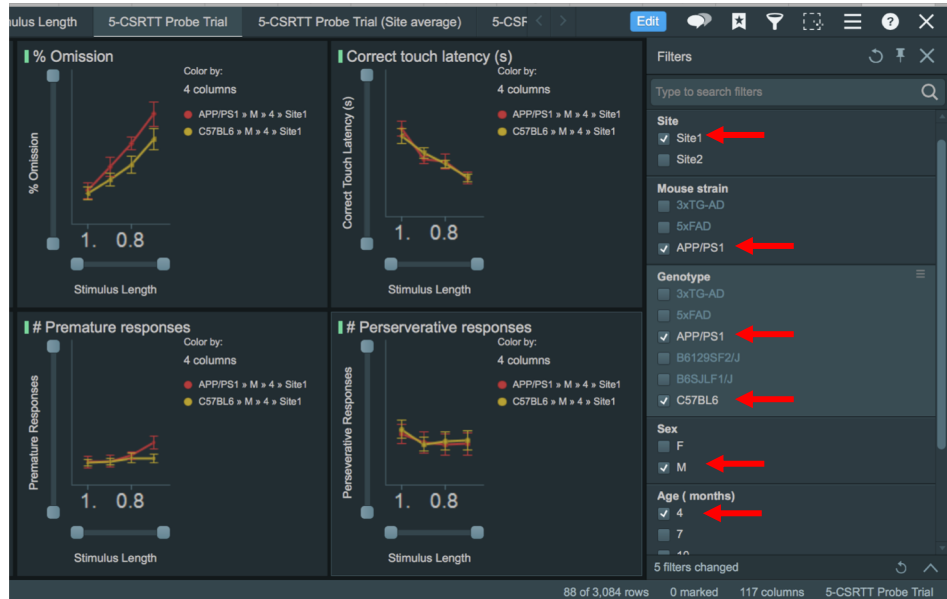 ulus Length
5-CSRTT Probe Trial
5-CSRTT Probe Trial (Site average)
5-CSF
Edit
% Omission
Color by:
4 columns
APP/PS1 » M » 4 » Site1
C57BL6 » M » 4 » Site1
% Omission
1. 0.8
Stimulus Length
Correct touch latency (s)
Color by:
4 columns
APP/PS1 » M » 4 » Site1
C57BL6 » M » 4 » Site1
Correct Touch Latency (s)
1. 0.8
Stimulus Length
# Premature responses
Color by:
4 columns
APP/PS1 » M » 4 » Site1
C57BL6 » M » 4 » Site1
Premature Responses
1. 0.8
Stimulus Length
# Perserverative responses
Color by:
4 columns
APP/PS1 » M » 4 » Site1
C57BL6 » M » 4 » Site1
Perseverative Responses
1. 0.8
Stimulus Length
Filters
Type to search filters
Site
Site1
Site2
Mouse strain
3xTG-AD
5xFAD
APP/PS1
Genotype
3xTG-AD
5xFAD
APP/PS1
B6129SF2/J
B6SJLF1/J
C57BL6
Sex
F
M
Age ( months)
4
7
10
5 filters changed
88 of 3,084 rows
0 marked
117 columns
5-CSRTT Probe Trial